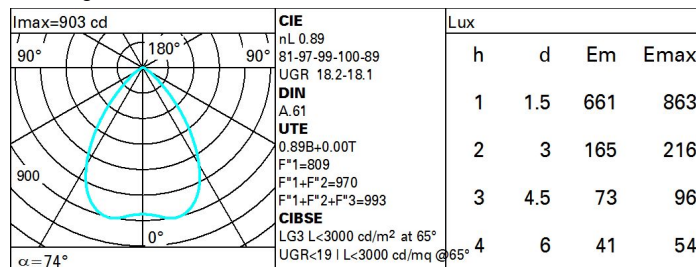 Imax=903 cd
90°
180°
90°
900
0°
α=74°
CIE
nL 0.89
81-97-99-100-89
UGR 18.2-18.1
DIN
A.61
UTE
0.89B+0.00T
F"1=809
F"1+F"2=970
F"1+F"2+F"3=993
CIBSE
LG3 L<3000 cd/m² at 65°
UGR<19 | L<3000 cd/mq @65°
Lux
h d Em Emax
1 1.5 661 863
2 3 165 216
3 4.5 73 96
4 6 41 54